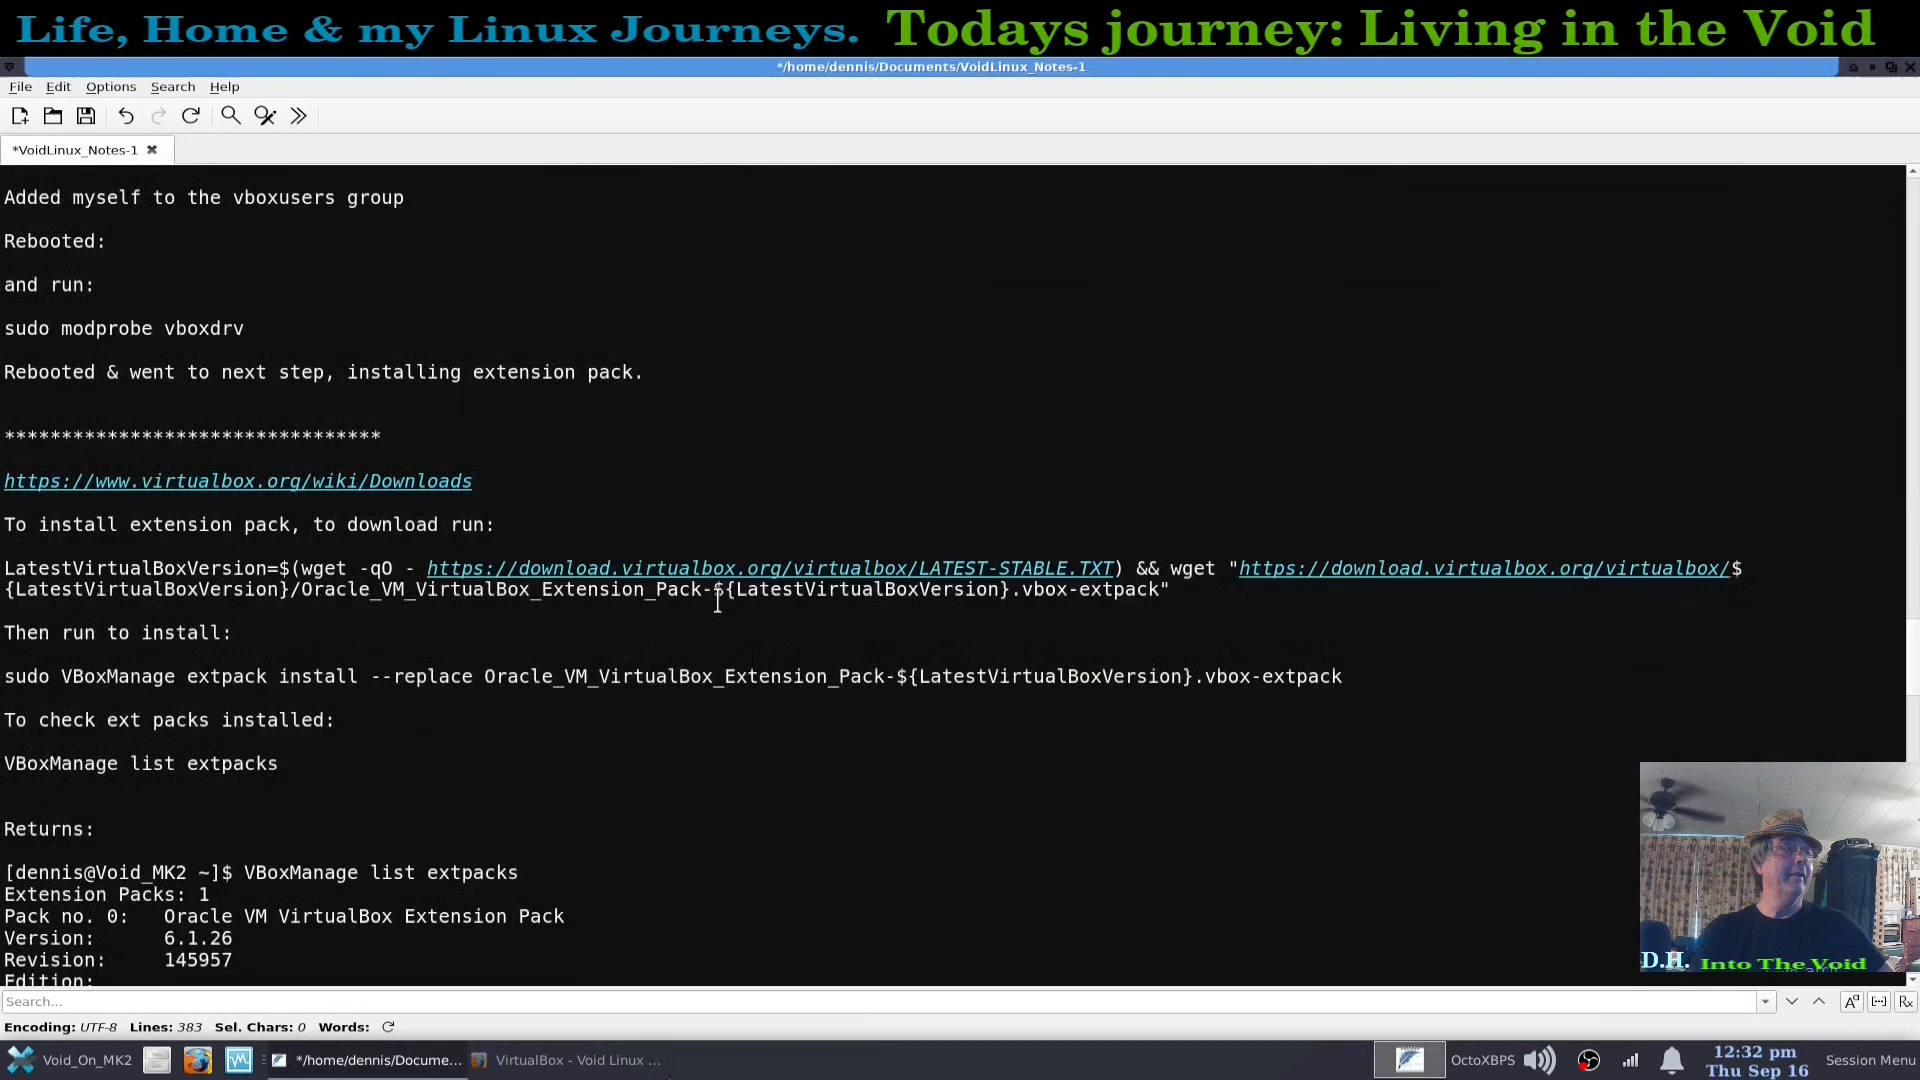 Life, Home & my Linux Journeys. Todays journey: Living in the Void
*/home/dennis/Documents/VoidLinux_Notes-1
File Edit Options Search Help
*VoidLinux_Notes-1
Added myself to the vboxusers group
Rebooted:
and run:
sudo modprobe vboxdrv
Rebooted & went to next step, installing extension pack.
*********************************
https://www.virtualbox.org/wiki/Downloads
To install extension pack, to download run:
LatestVirtualBoxVersion=$(wget -qO - https://download.virtualbox.org/virtualbox/LATEST-STABLE.TXT) && wget "https://download.virtualbox.org/virtualbox/$
{LatestVirtualBoxVersion}/Oracle_VM_VirtualBox_Extension_Pack-${LatestVirtualBoxVersion}.vbox-extpack"
Then run to install:
sudo VBoxManage extpack install --replace Oracle_VM_VirtualBox_Extension_Pack-${LatestVirtualBoxVersion}.vbox-extpack
To check ext packs installed:
VBoxManage list extpacks
Returns:
[dennis@Void_MK2 ~]$ VBoxManage list extpacks
Extension Packs: 1
Pack no. 0: Oracle VM VirtualBox Extension Pack
Version: 6.1.26
Revision: 145957
Edition:
D.H. Into The Void
Search...
Encoding: UTF-8 Lines: 383 Sel. Chars: 0 Words:
Void_On_MK2 */home/dennis/Docume... VirtualBox - Void Linux ... OctoXBPS 12:32 pm Session Menu
Thu Sep 16